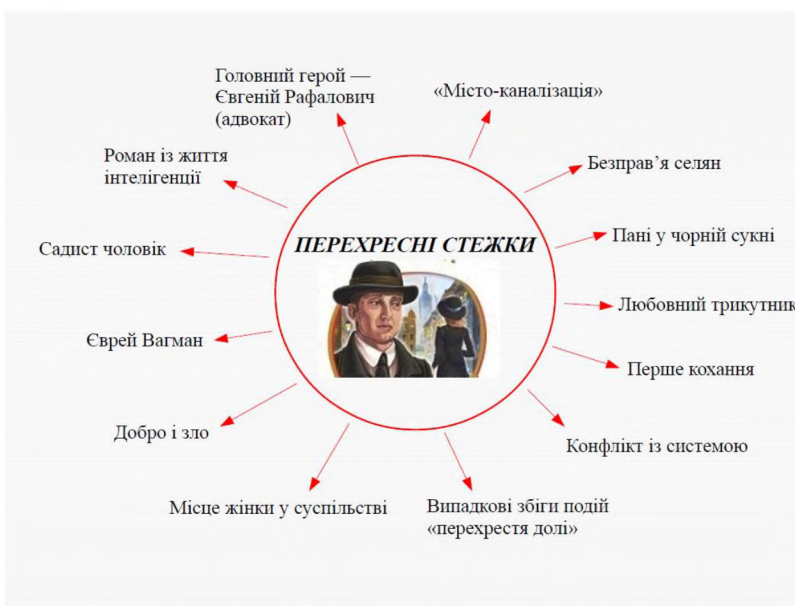 Головний герой —
Євгеній Рафалович
(адвокат)
«Місто-каналізація»
Роман із життя
інтелігенції
Безправ’я селян
Садист чоловік
ПЕРЕХРЕСНІ СТЕЖКИ
Пані у чорній сукні
Любовний трикутник
Єврей Вагман
Перше кохання
Добро і зло
Конфлікт із системою
Місце жінки у суспільстві
Випадкові збіги подій
«перехрестя долі»